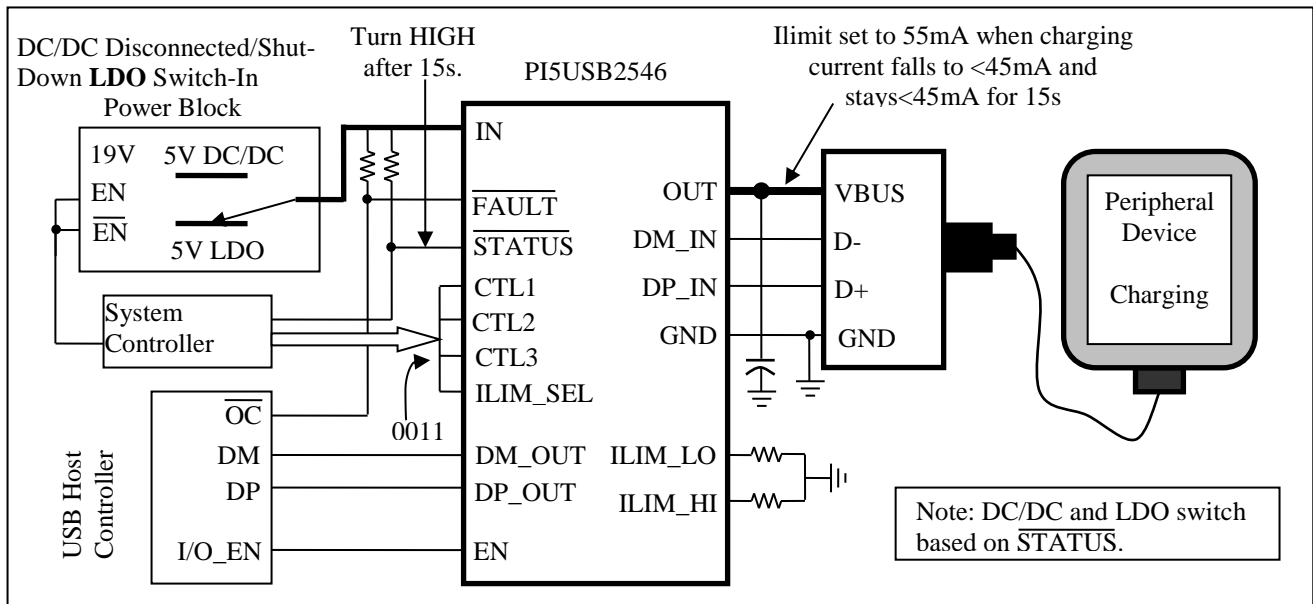 DC/DC Disconnected/Shut-
Down LDO Switch-In
Power Block
19V
5V DC/DC
EN
EN
5V LDO
Turn HIGH
after 15s.
System
Controller
USB Host
Controller
OC
DM
DP
I/O_EN
0011
PI5USB2546
IN
FAULT
STATUS
CTL1
CTL2
CTL3
ILIM_SEL
DM_OUT
DP_OUT
EN
OUT
DM_IN
DP_IN
GND
ILIM_LO
ILIM_HI
Ilimit set to 55mA when charging
current falls to <45mA and
stays<45mA for 15s
VBUS
D-
D+
GND
Peripheral
Device
Charging
Note: DC/DC and LDO switch
based on STATUS.